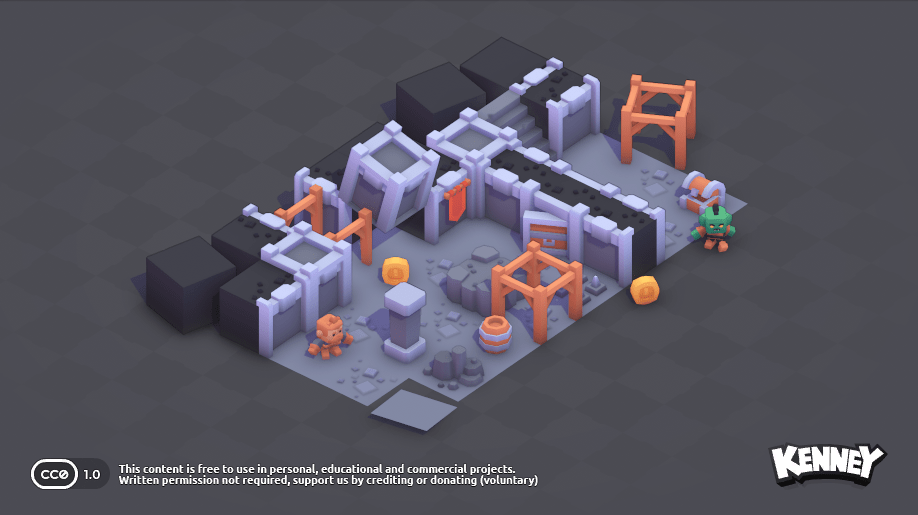 CC0 1.0
This content is free to use in personal, educational and commercial projects.
Written permission not required, support us by crediting or donating (voluntary)
KENNEY